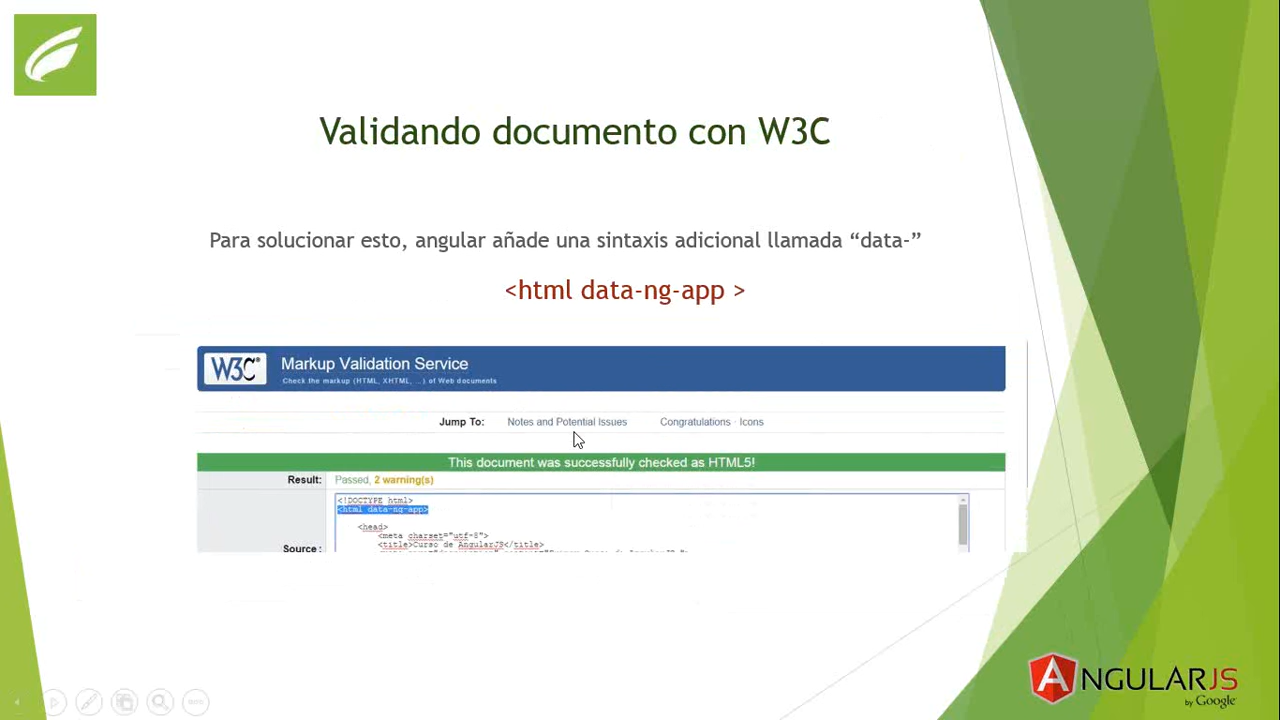 Validando documento con W3C
Para solucionar esto, angular añade una sintaxis adicional llamada “data-”
<html data-ng-app >
W3C® Markup Validation Service
Check the markup (HTML, XHTML, ...) of Web documents
Jump To: Notes and Potential Issues Congratulations · Icons
This document was successfully checked as HTML5!
Result: Passed, 2 warning(s)
<!DOCTYPE html>
<html data-ng-app>
<head>
<meta charset="utf-8">
Source : <title>Curso de AngularJS</title>
ANGULARJS
by Google